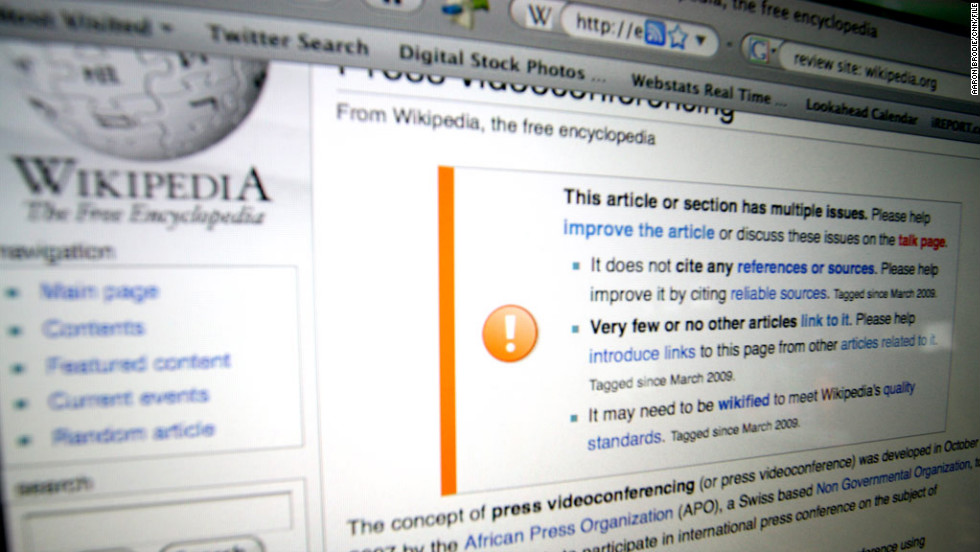 pedia, the free encyclopedia
W http://e
G review site: wikipedia.org
Most Visited Twitter Search Digital Stock Photos ... Webstats Real Time ... Lookahead Calendar iREPORT.c
Press videoconferencing
From Wikipedia, the free encyclopedia
WIKIPEDIA
The Free Encyclopedia
navigation
Main page
Contents
Featured content
Current events
Random article
search
Search
This article or section has multiple issues. Please help
improve the article or discuss these issues on the talk page.
It does not cite any references or sources. Please help
improve it by citing reliable sources. Tagged since March 2009.
!
Very few or no other articles link to it. Please help
introduce links to this page from other articles related to it.
Tagged since March 2009.
It may need to be wikified to meet Wikipedia's quality
standards. Tagged since March 2009.
The concept of press videoconferencing (or press videoconference) was developed in October
2007 by the African Press Organization (APO), a Swiss based Non Governmental Organization, t
participate in international press conference on the subject of
ference using
AARON BRODIE/CNN/FILE